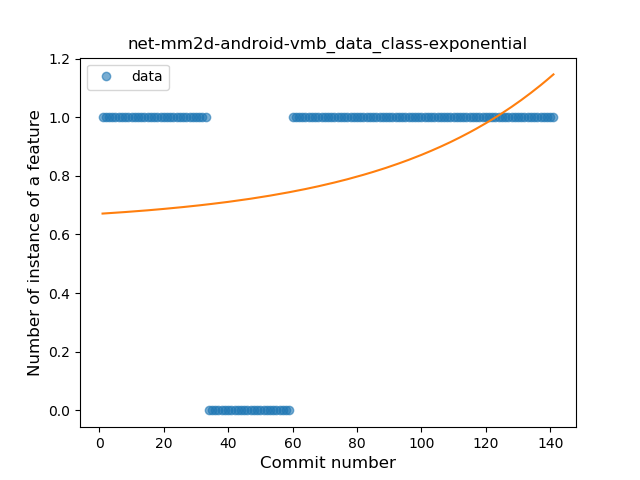 net-mm2d-android-vmb_data_class-exponential
data
Number of instance of a feature
1.2
1.0
0.8
0.6
0.4
0.2
0.0
0 20 40 60 80 100 120 140
Commit number